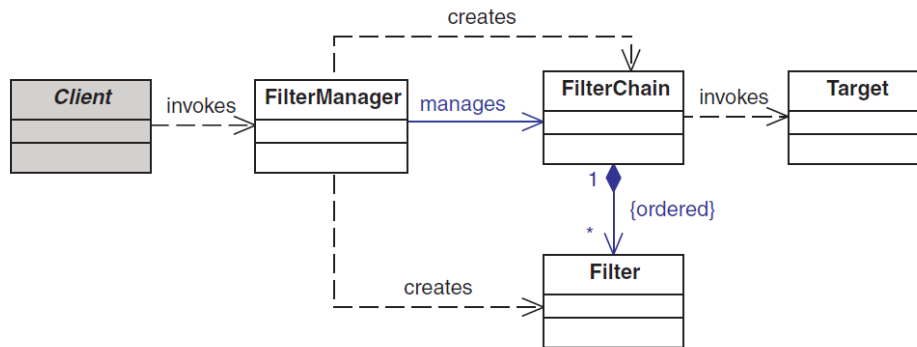 creates
Client
invokes
FilterManager
manages
FilterChain
invokes
Target
1
{ordered}
*
Filter
creates